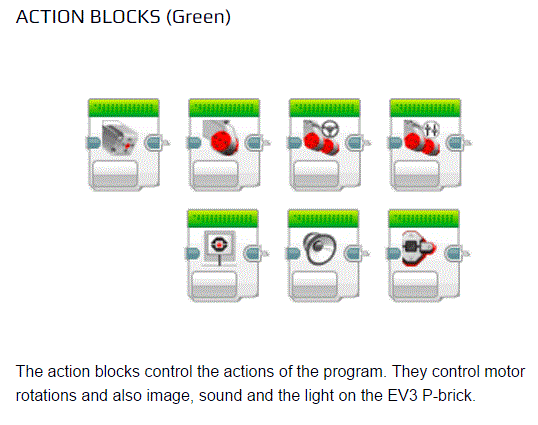 ACTION BLOCKS (Green)
The action blocks control the actions of the program. They control motor
rotations and also image, sound and the light on the EV3 P-brick.